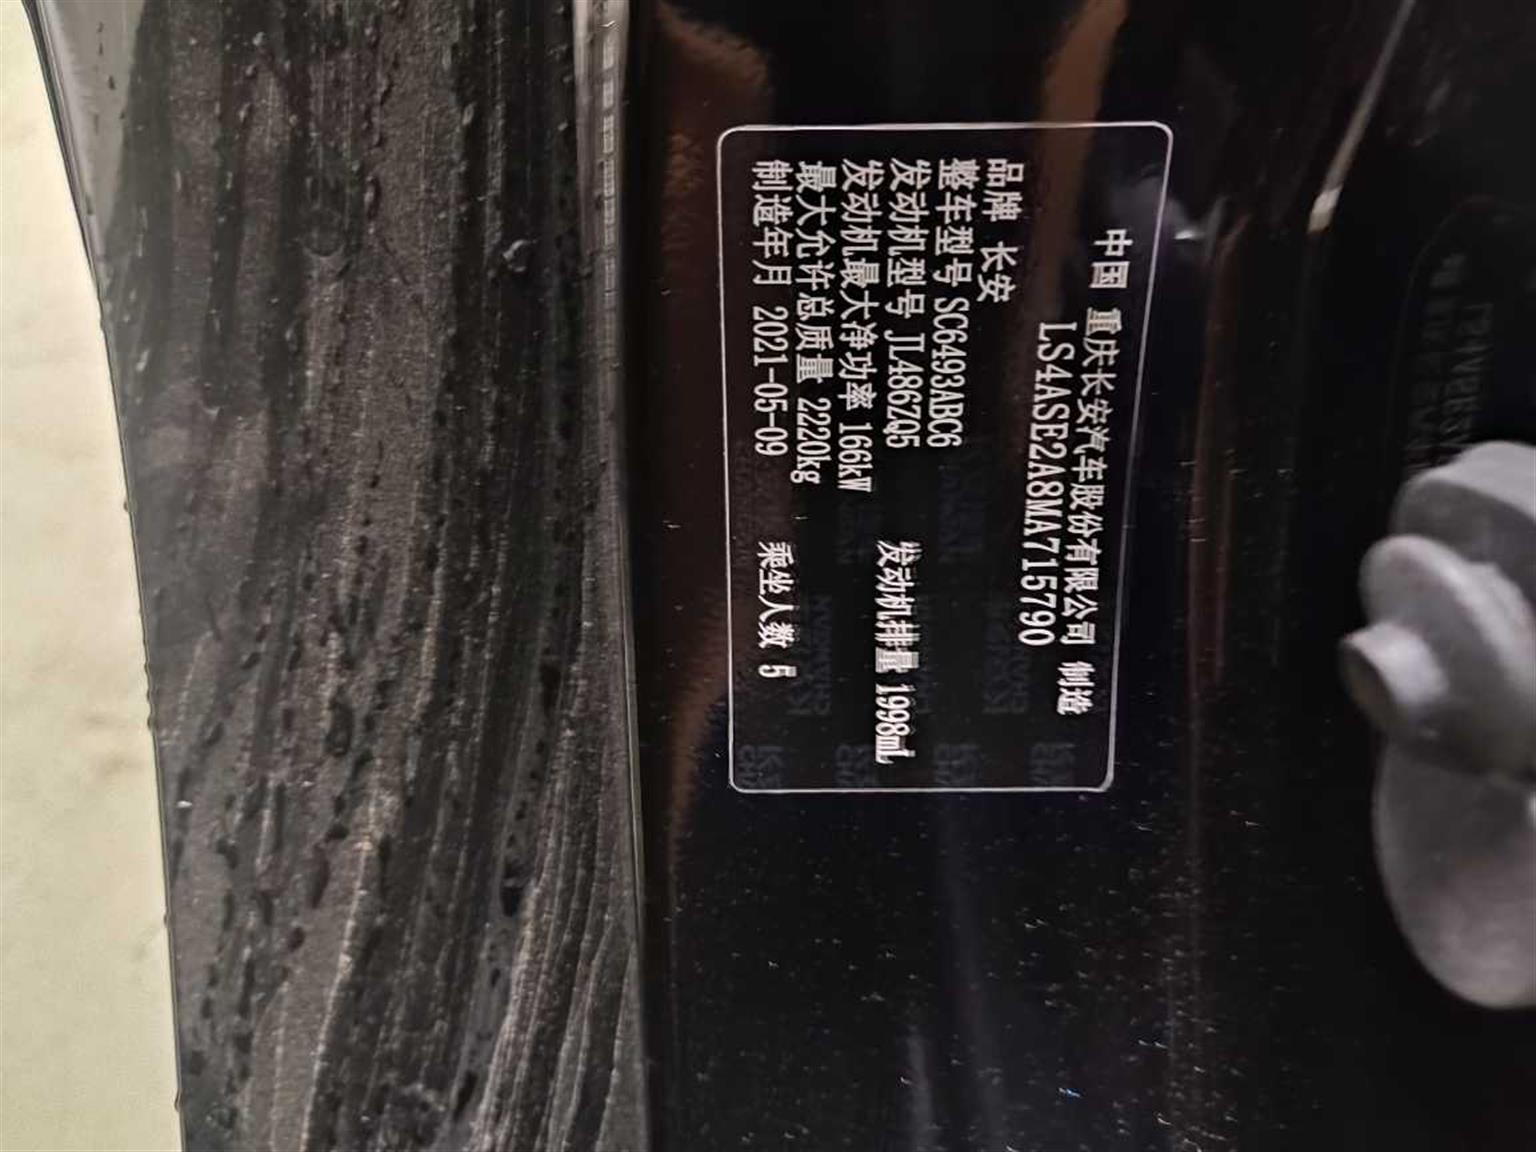 中国 重庆长安汽车股份有限公司 制造
LS4ASE2A8MA715790
品牌 长安
整车型号 SC6493ABC6
发动机型号 JL486ZQ5 发动机排量 1998mL
发动机最大净功率 166kW
最大允许总质量 2220kg
制造年月 2021-05-09 乘坐人数 5